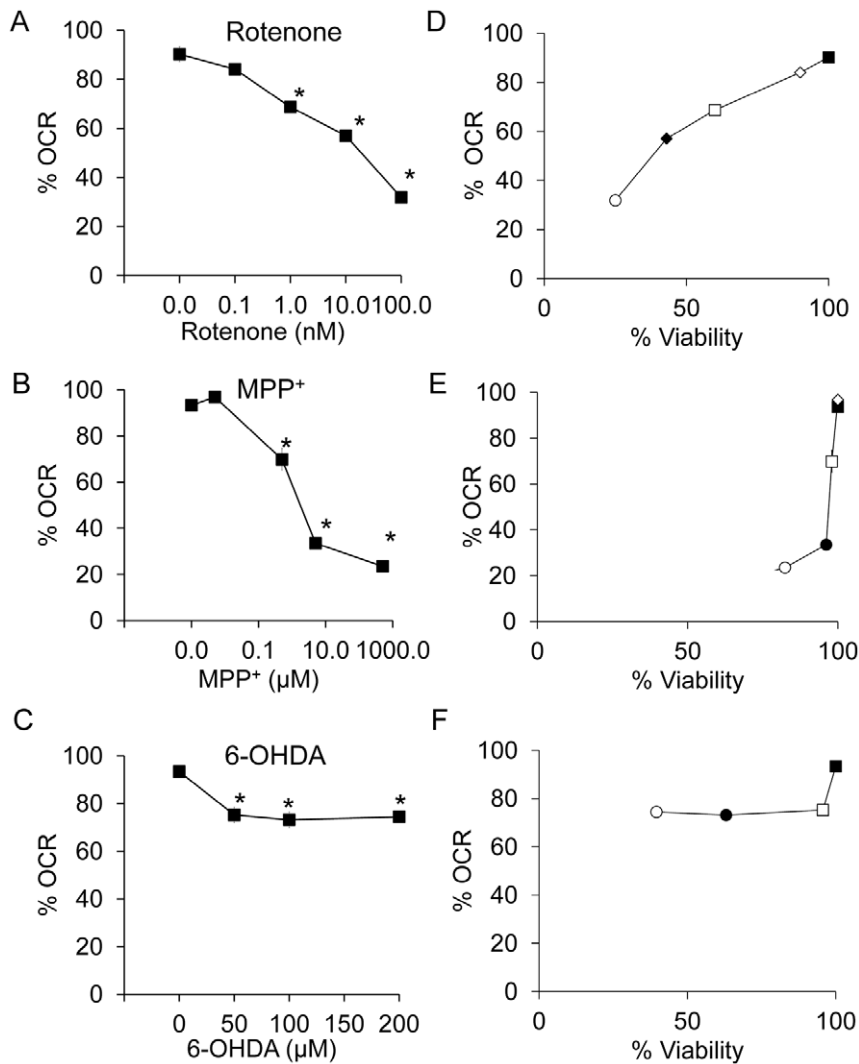 A
Rotenone
% OCR
100
80
60
40
20
0
*
*
*
0.0 0.1 1.0 10.0 100.0
Rotenone (nM)
D
% OCR
100
80
60
40
20
0
0 50 100
% Viability
B
MPP⁺
% OCR
100
80
60
40
20
0
*
*
*
0.0 0.1 10.0 1000.0
MPP⁺ (µM)
E
% OCR
100
80
60
40
20
0
0 50 100
% Viability
C
6-OHDA
% OCR
100
80
60
40
20
0
*
*
*
0 50 100 150 200
6-OHDA (µM)
F
% OCR
100
80
60
40
20
0
0 50 100
% Viability